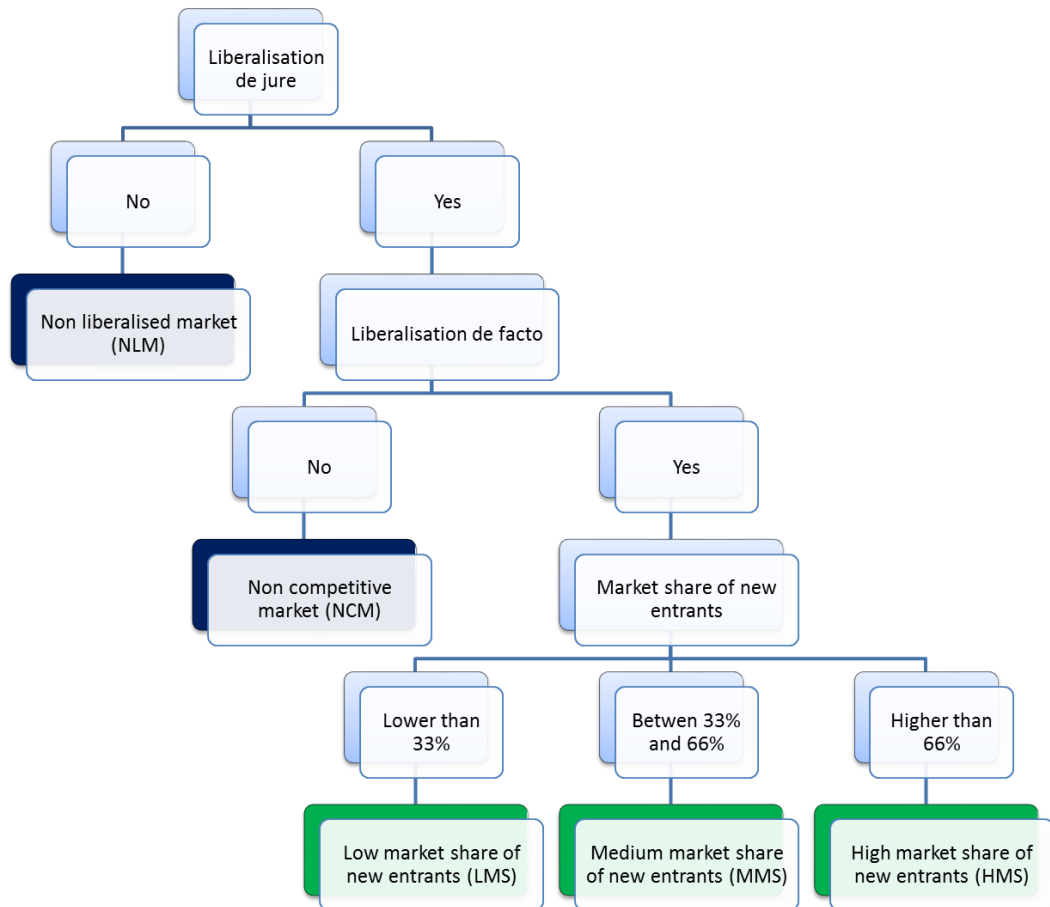 Liberalisation
de jure
No
Yes
Non liberalised market
(NLM)
Liberalisation de facto
No
Yes
Non competitive
market (NCM)
Market share of new
entrants
Lower than
33%
Betwen 33%
and 66%
Higher than
66%
Low market share of
new entrants (LMS)
Medium market share
of new entrants (MMS)
High market share of
new entrants (HMS)